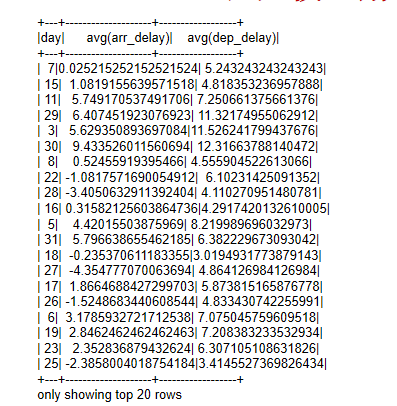 +---+--------------------+------------------+
|day|      avg(arr_delay)|    avg(dep_delay)|
+---+--------------------+------------------+
|  7|0.025215252152521524| 5.243243243243243|
| 15|  1.0819155639571518| 4.818353236957888|
| 11|   5.749170537491706| 7.250661375661376|
| 29|   6.407451923076923| 11.32174955062912|
|  3|   5.629350893697084|11.526241799437676|
| 30|   9.433526011560694| 12.31663788140472|
|  8|    0.52455919395466| 4.555904522613066|
| 22| -1.0817571690054912|  6.10231425091352|
| 28| -3.4050632911392404| 4.110270951480781|
| 16| 0.31582125603864736|4.2917420132610005|
|  5|    4.42015503875969| 8.219989696032973|
| 31|   5.796638655462185| 6.382229673093042|
| 18| -0.235370611183355|3.0194931773879143|
| 27|  -4.354777070063694| 4.864126984126984|
| 17|  1.8664688427299703| 5.873815165876778|
| 26| -1.5248683440608544| 4.833430742255991|
|  6|  3.1785932721712538| 7.075045759609518|
| 19|  2.8462462462462463| 7.208383233532934|
| 23|   2.352836879432624| 6.307105108631826|
| 25| -2.3858004018754184|3.4145527369826434|
+---+--------------------+------------------+
only showing top 20 rows